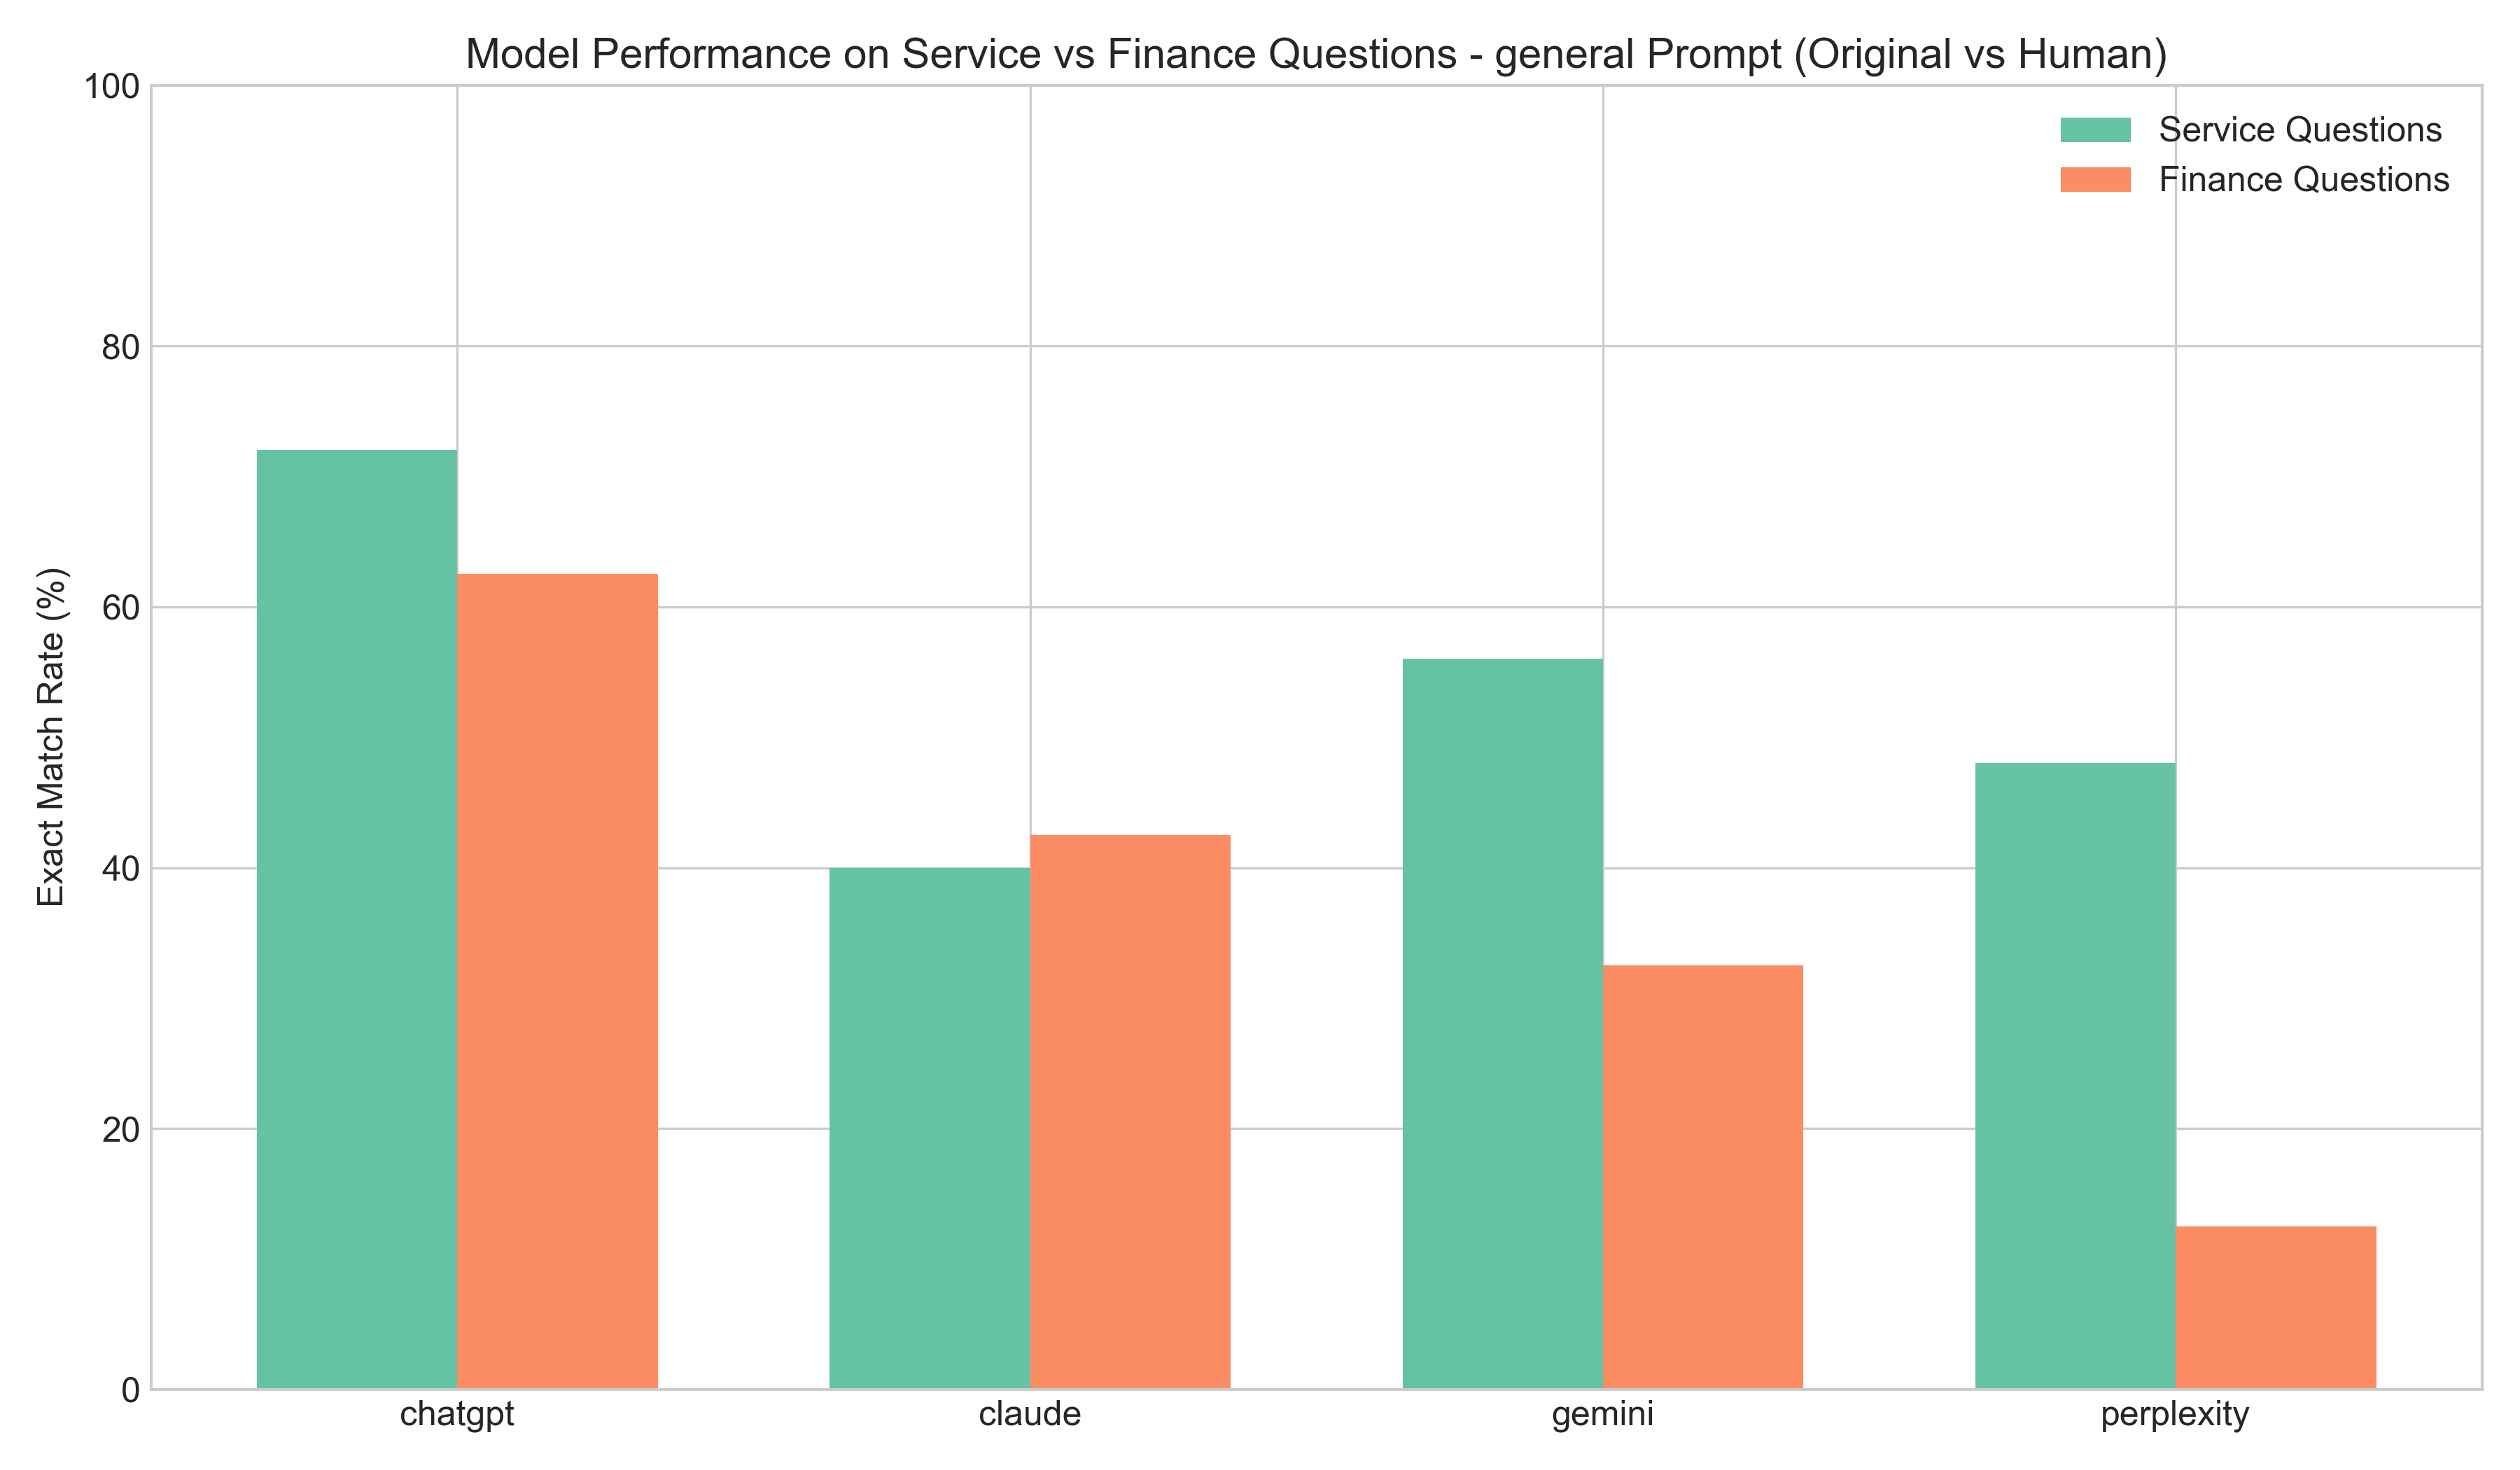 Model Performance on Service vs Finance Questions - general Prompt (Original vs Human)
Service Questions
Finance Questions
Exact Match Rate (%)
100
80
60
40
20
0
chatgpt claude gemini perplexity